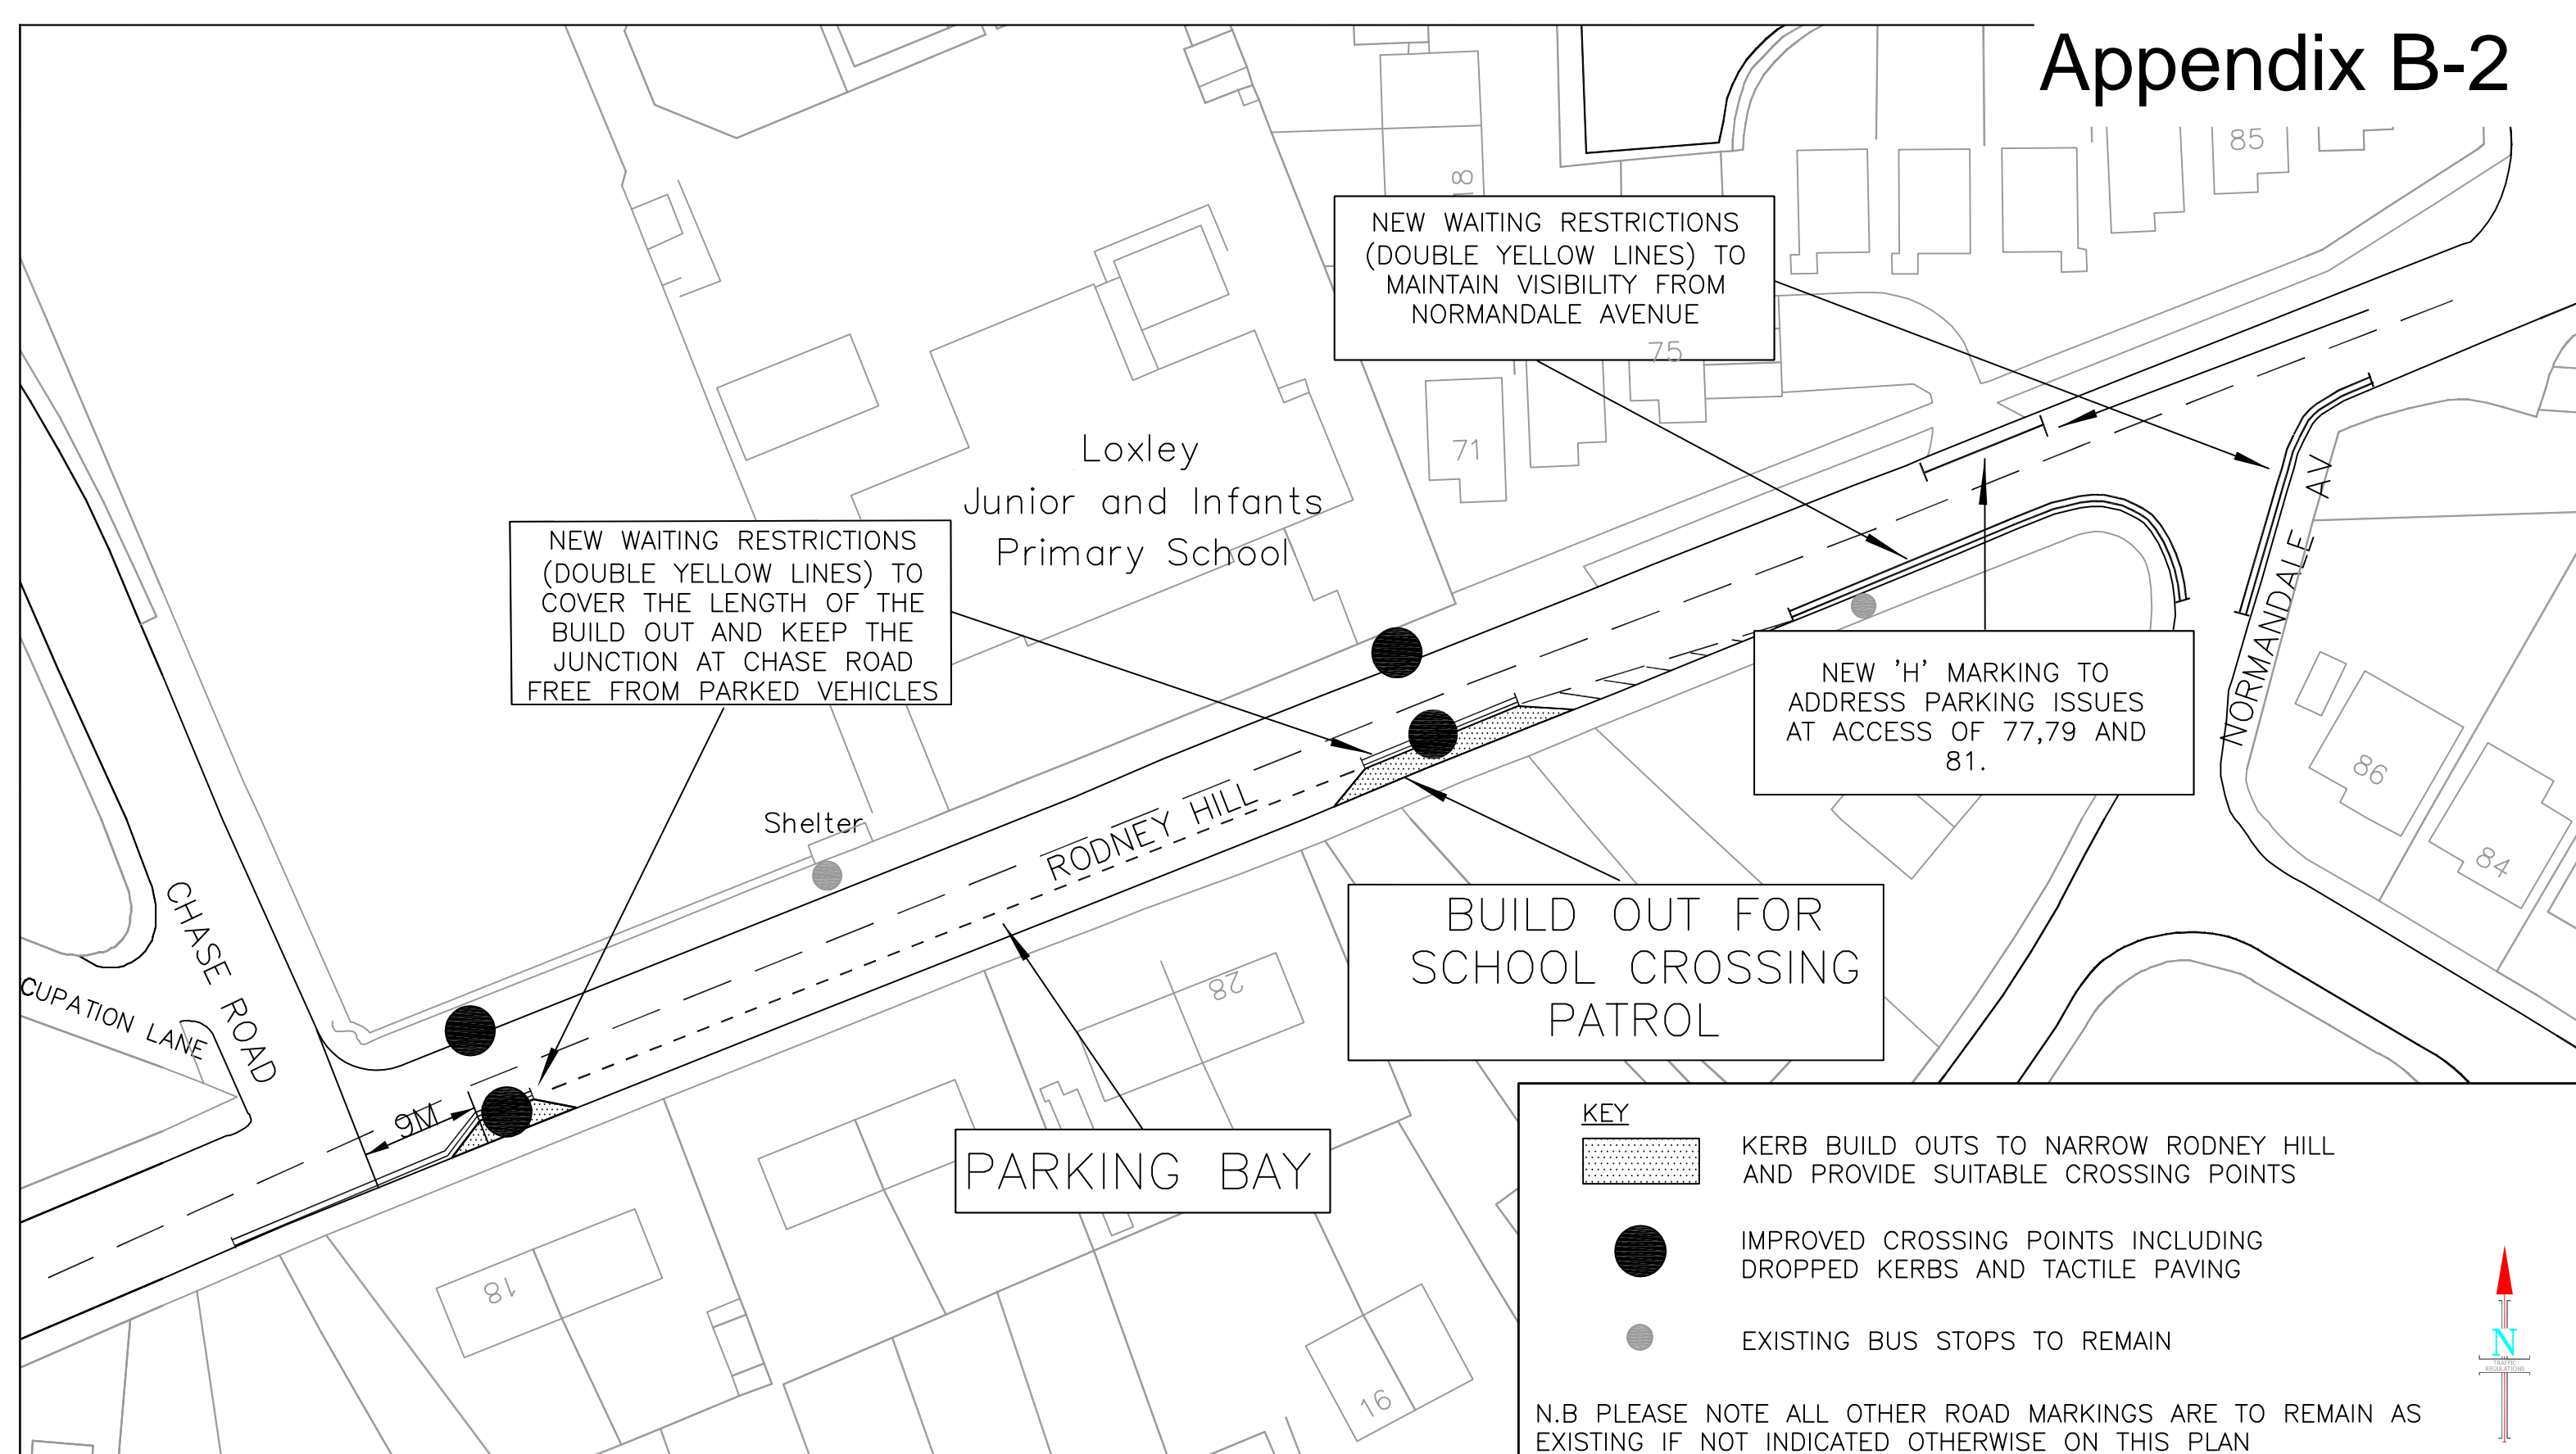 Appendix B-2
85
18
NEW WAITING RESTRICTIONS
(DOUBLE YELLOW LINES) TO
MAINTAIN VISIBILITY FROM
NORMANDALE AVENUE
75
71
Loxley
Junior and Infants
Primary School
NEW WAITING RESTRICTIONS
(DOUBLE YELLOW LINES) TO
COVER THE LENGTH OF THE
BUILD OUT AND KEEP THE
JUNCTION AT CHASE ROAD
FREE FROM PARKED VEHICLES
NORMANDALE AV
NEW 'H' MARKING TO
ADDRESS PARKING ISSUES
AT ACCESS OF 77,79 AND
81.
86
84
Shelter
RODNEY HILL
CHASE ROAD
CUPATION LANE
BUILD OUT FOR
SCHOOL CROSSING
PATROL
28
9M
PARKING BAY
18
16
KEY
KERB BUILD OUTS TO NARROW RODNEY HILL
AND PROVIDE SUITABLE CROSSING POINTS
IMPROVED CROSSING POINTS INCLUDING
DROPPED KERBS AND TACTILE PAVING
EXISTING BUS STOPS TO REMAIN
N
TRAFFIC
REGULATIONS
N.B PLEASE NOTE ALL OTHER ROAD MARKINGS ARE TO REMAIN AS
EXISTING IF NOT INDICATED OTHERWISE ON THIS PLAN